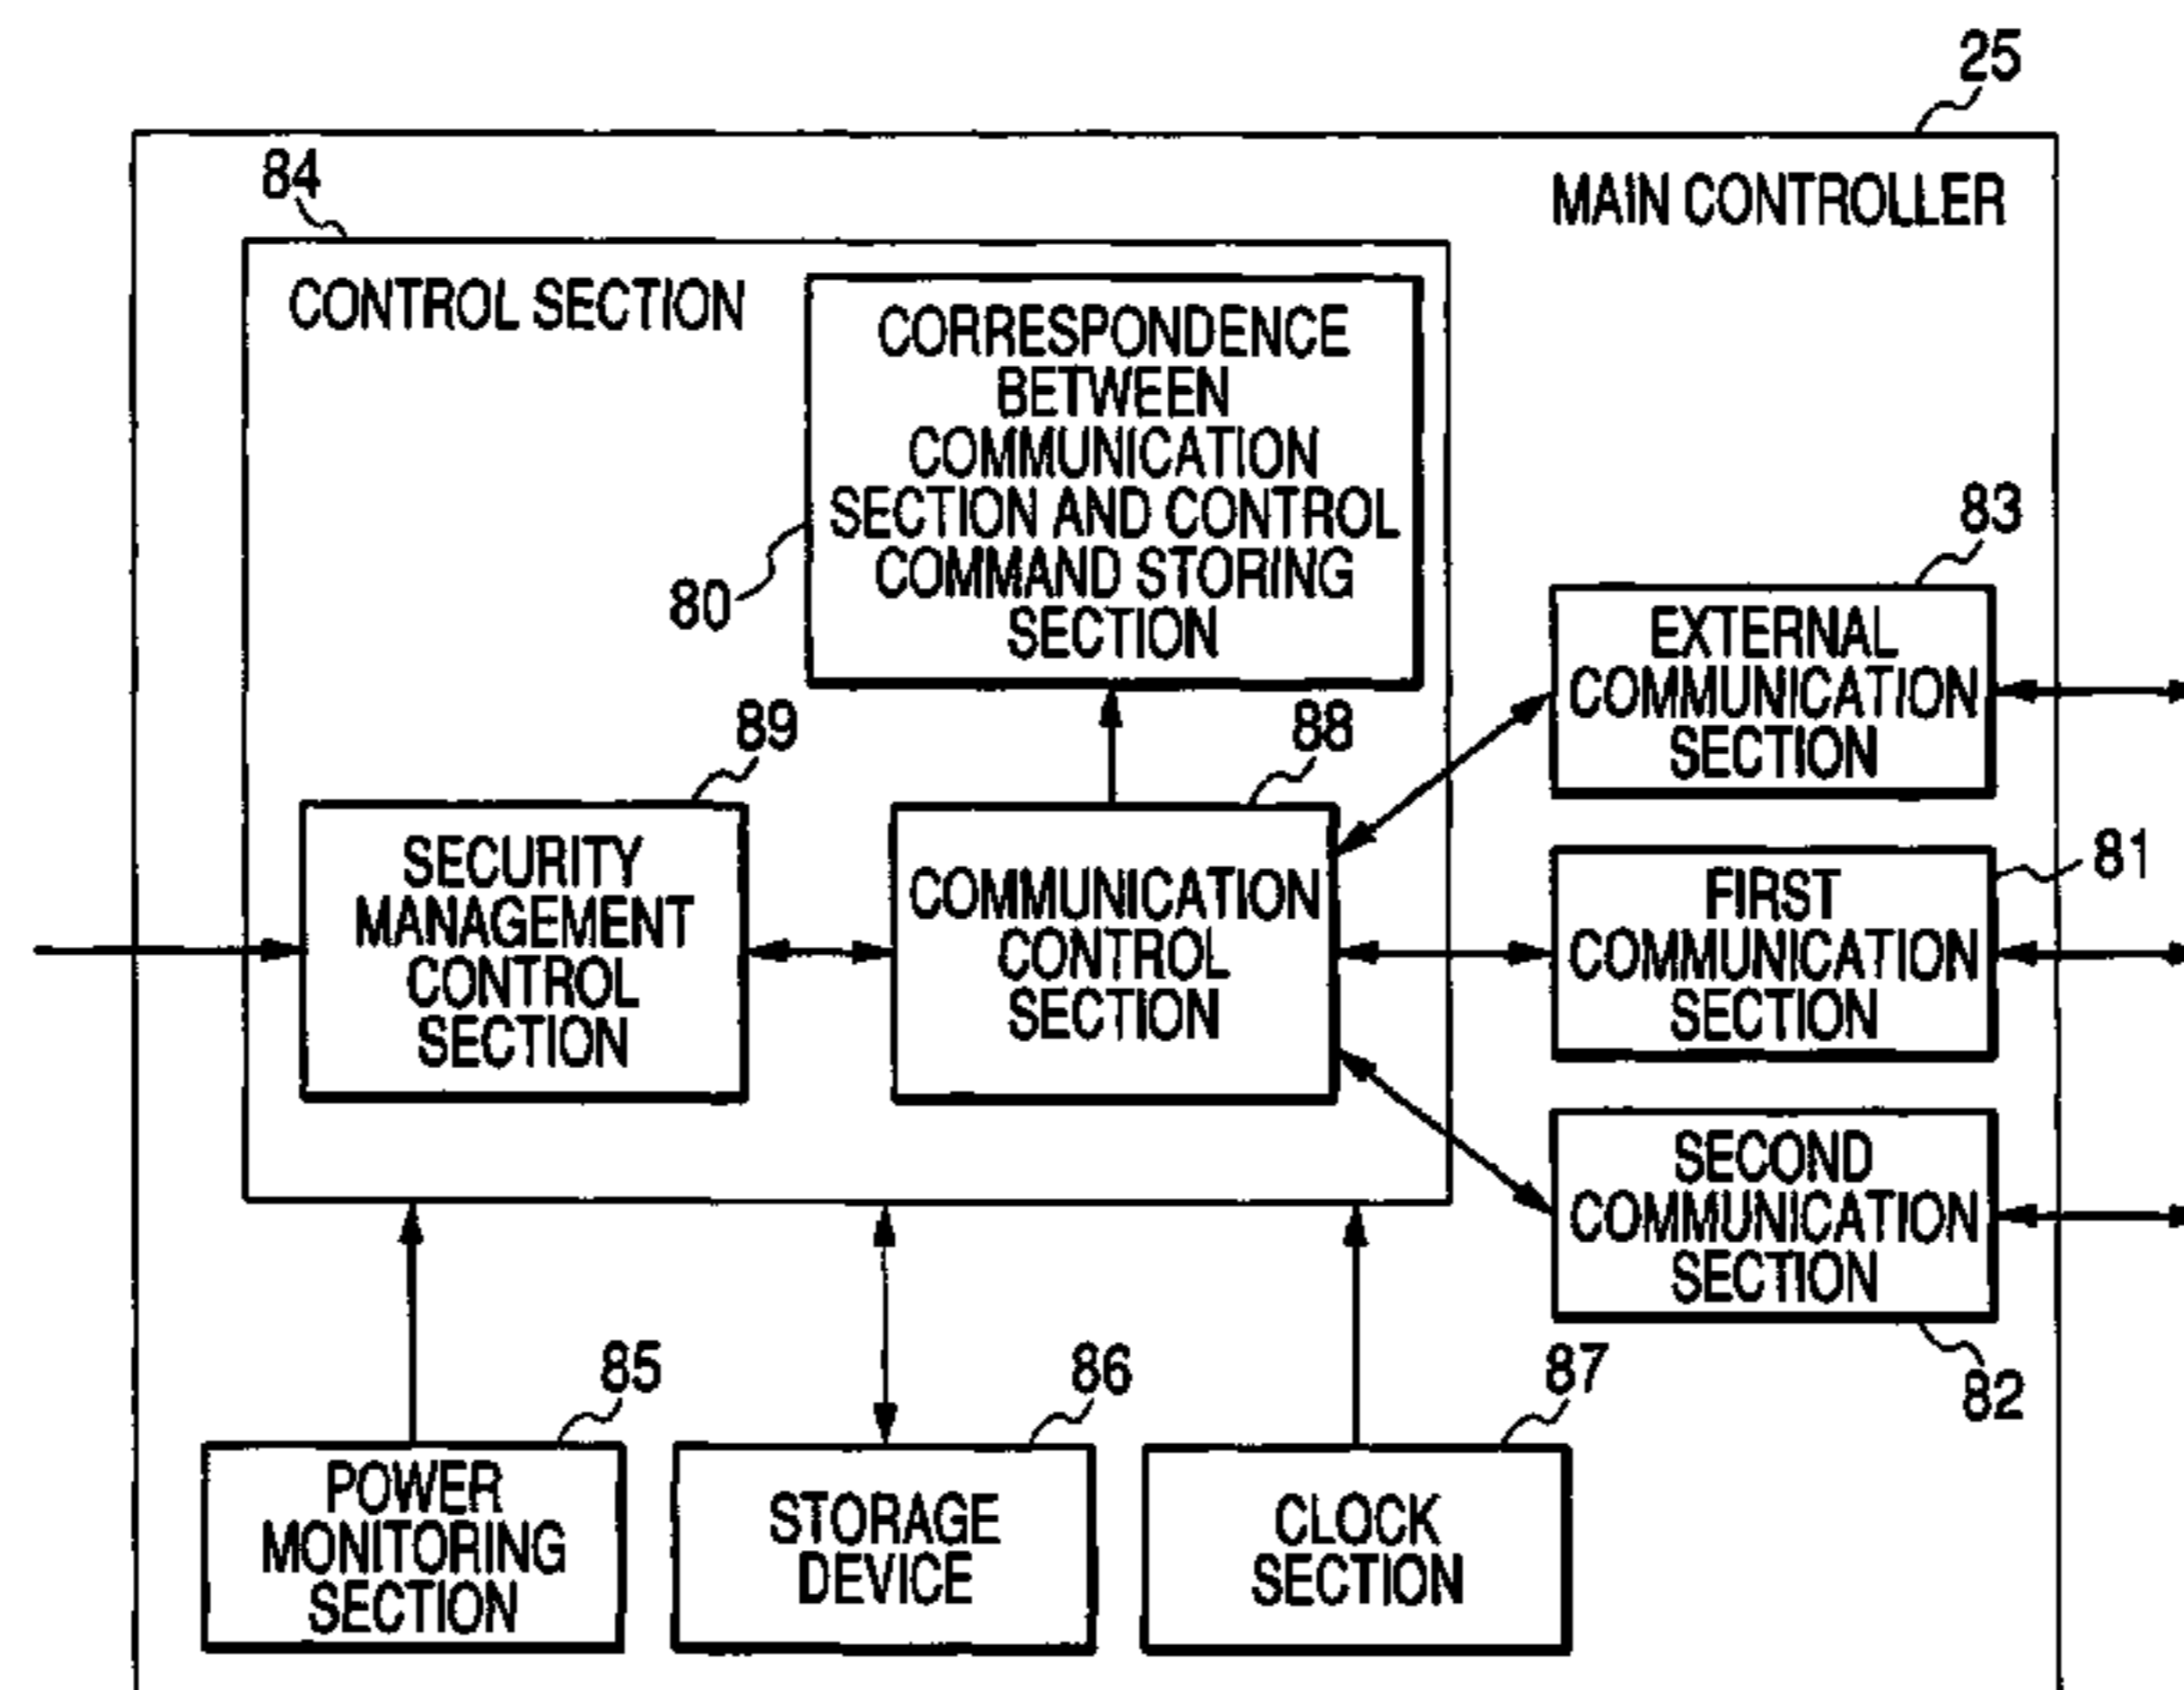 25
MAIN CONTROLLER
84
CONTROL SECTION
CORRESPONDENCE
BETWEEN
COMMUNICATION
SECTION AND CONTROL
COMMAND STORING
SECTION
80
83
EXTERNAL
COMMUNICATION
SECTION
89
SECURITY
MANAGEMENT
CONTROL
SECTION
88
COMMUNICATION
CONTROL
SECTION
81
FIRST
COMMUNICATION
SECTION
SECOND
COMMUNICATION
SECTION
82
85
POWER
MONITORING
SECTION
86
STORAGE
DEVICE
87
CLOCK
SECTION